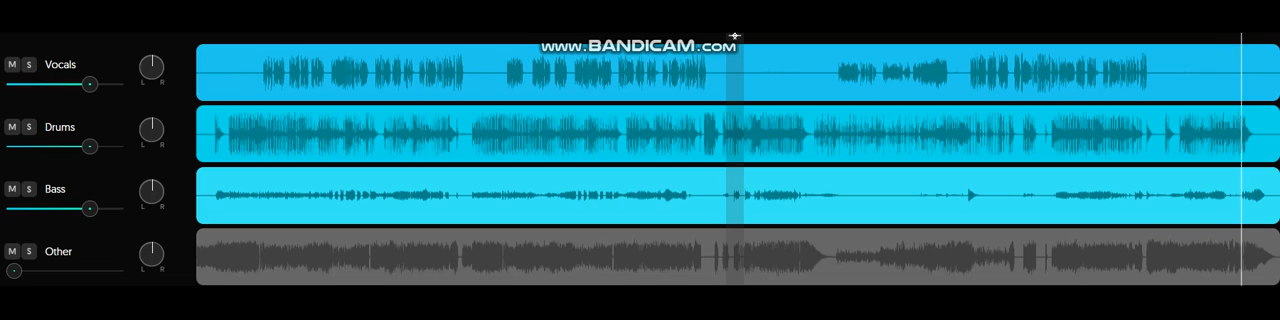 www.BANDICAM.com
M S Vocals
L R
M S Drums
L R
M S Bass
L R
M S Other
L R